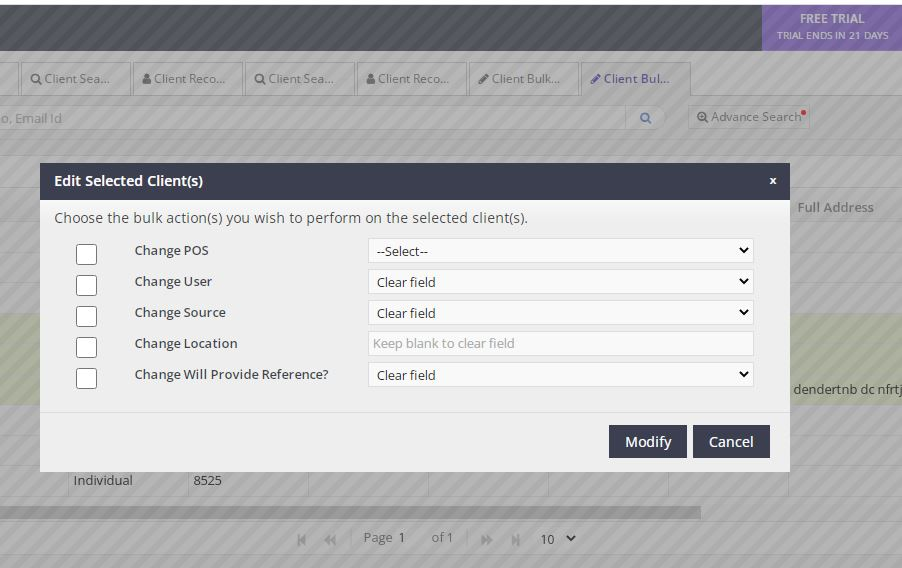 FREE TRIAL
TRIAL ENDS IN 21 DAYS
Client Sea... Client Reco... Client Sea... Client Reco... Client Bulk... Client Bul...
o, Email Id Advance Search
Edit Selected Client(s) x
Choose the bulk action(s) you wish to perform on the selected client(s).
Full Address
Change POS --Select--
Change User Clear field
Change Source Clear field
Change Location Keep blank to clear field
Change Will Provide Reference? Clear field
dendertnb dc nfrtj
Modify Cancel
Individual 8525
Page 1 of 1 10